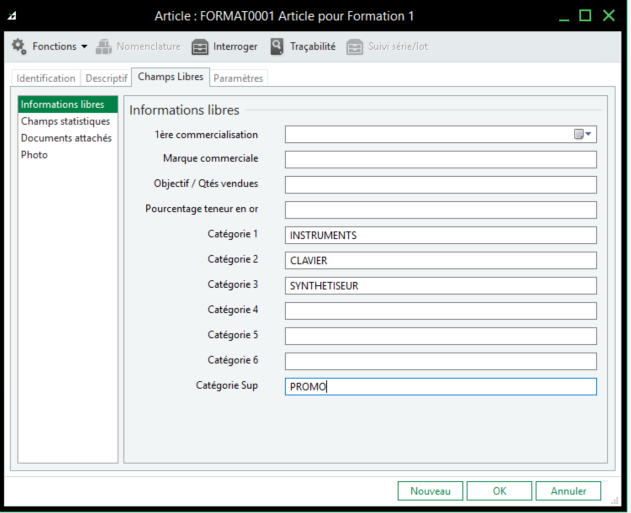 Article : FORMAT0001 Article pour Formation 1
Fonctions Nomenclature Interroger Traçabilité Suivi série/lot
Identification Descriptif Champs Libres Paramètres
Informations libres
Champs statistiques
Documents attachés
Photo
Informations libres
1ère commercialisation
Marque commerciale
Objectif / Qtés vendues
Pourcentage teneur en or
Catégorie 1 INSTRUMENTS
Catégorie 2 CLAVIER
Catégorie 3 SYNTHETISEUR
Catégorie 4
Catégorie 5
Catégorie 6
Catégorie Sup PROMO
Nouveau OK Annuler